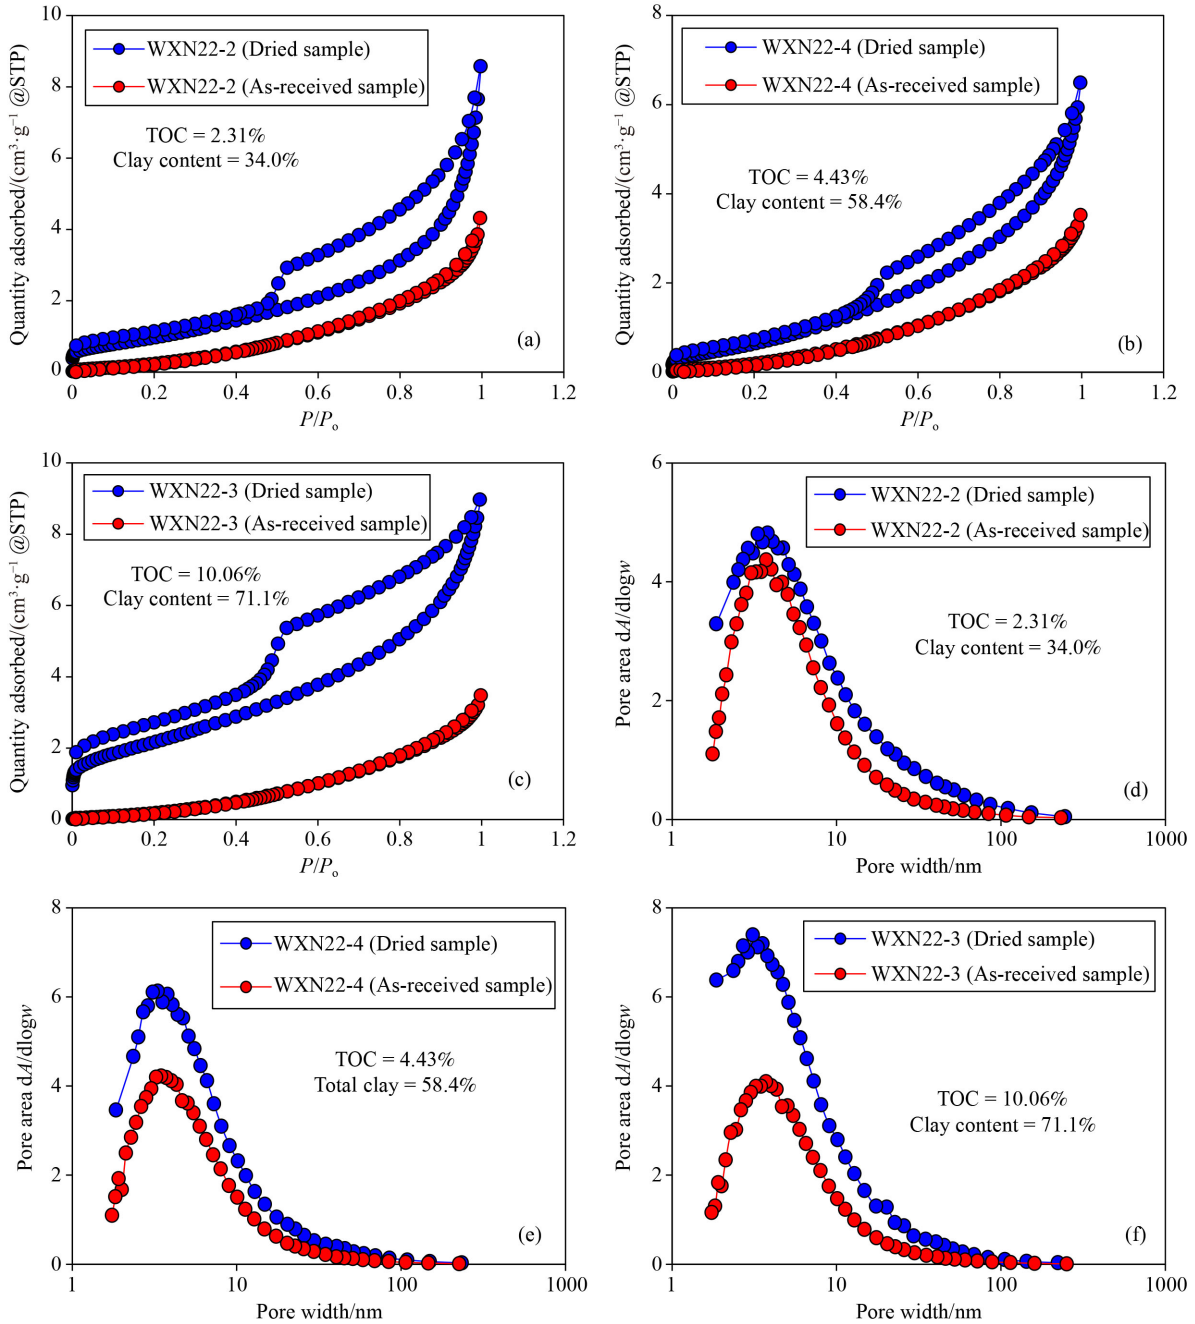 10
8
6
4
2
0
Quantity adsorbed/(cm³·g⁻¹ @STP)
WXN22-2 (Dried sample)
WXN22-2 (As-received sample)
TOC = 2.31%
Clay content = 34.0%
(a)
0 0.2 0.4 0.6 0.8 1 1.2
P/Pₒ
8
6
4
2
0
Quantity adsorbed/(cm³·g⁻¹ @STP)
WXN22-4 (Dried sample)
WXN22-4 (As-received sample)
TOC = 4.43%
Clay content = 58.4%
(b)
0 0.2 0.4 0.6 0.8 1 1.2
P/Pₒ
10
8
6
4
2
0
Quantity adsorbed/(cm³·g⁻¹ @STP)
WXN22-3 (Dried sample)
WXN22-3 (As-received sample)
TOC = 10.06%
Clay content = 71.1%
(c)
0 0.2 0.4 0.6 0.8 1 1.2
P/Pₒ
6
4
2
0
Pore area dA/dlogw
WXN22-2 (Dried sample)
WXN22-2 (As-received sample)
TOC = 2.31%
Clay content = 34.0%
(d)
1 10 100 1000
Pore width/nm
8
6
4
2
0
Pore area dA/dlogw
WXN22-4 (Dried sample)
WXN22-4 (As-received sample)
TOC = 4.43%
Total clay = 58.4%
(e)
1 10 100 1000
Pore width/nm
8
6
4
2
0
Pore area dA/dlogw
WXN22-3 (Dried sample)
WXN22-3 (As-received sample)
TOC = 10.06%
Clay content = 71.1%
(f)
1 10 100 1000
Pore width/nm